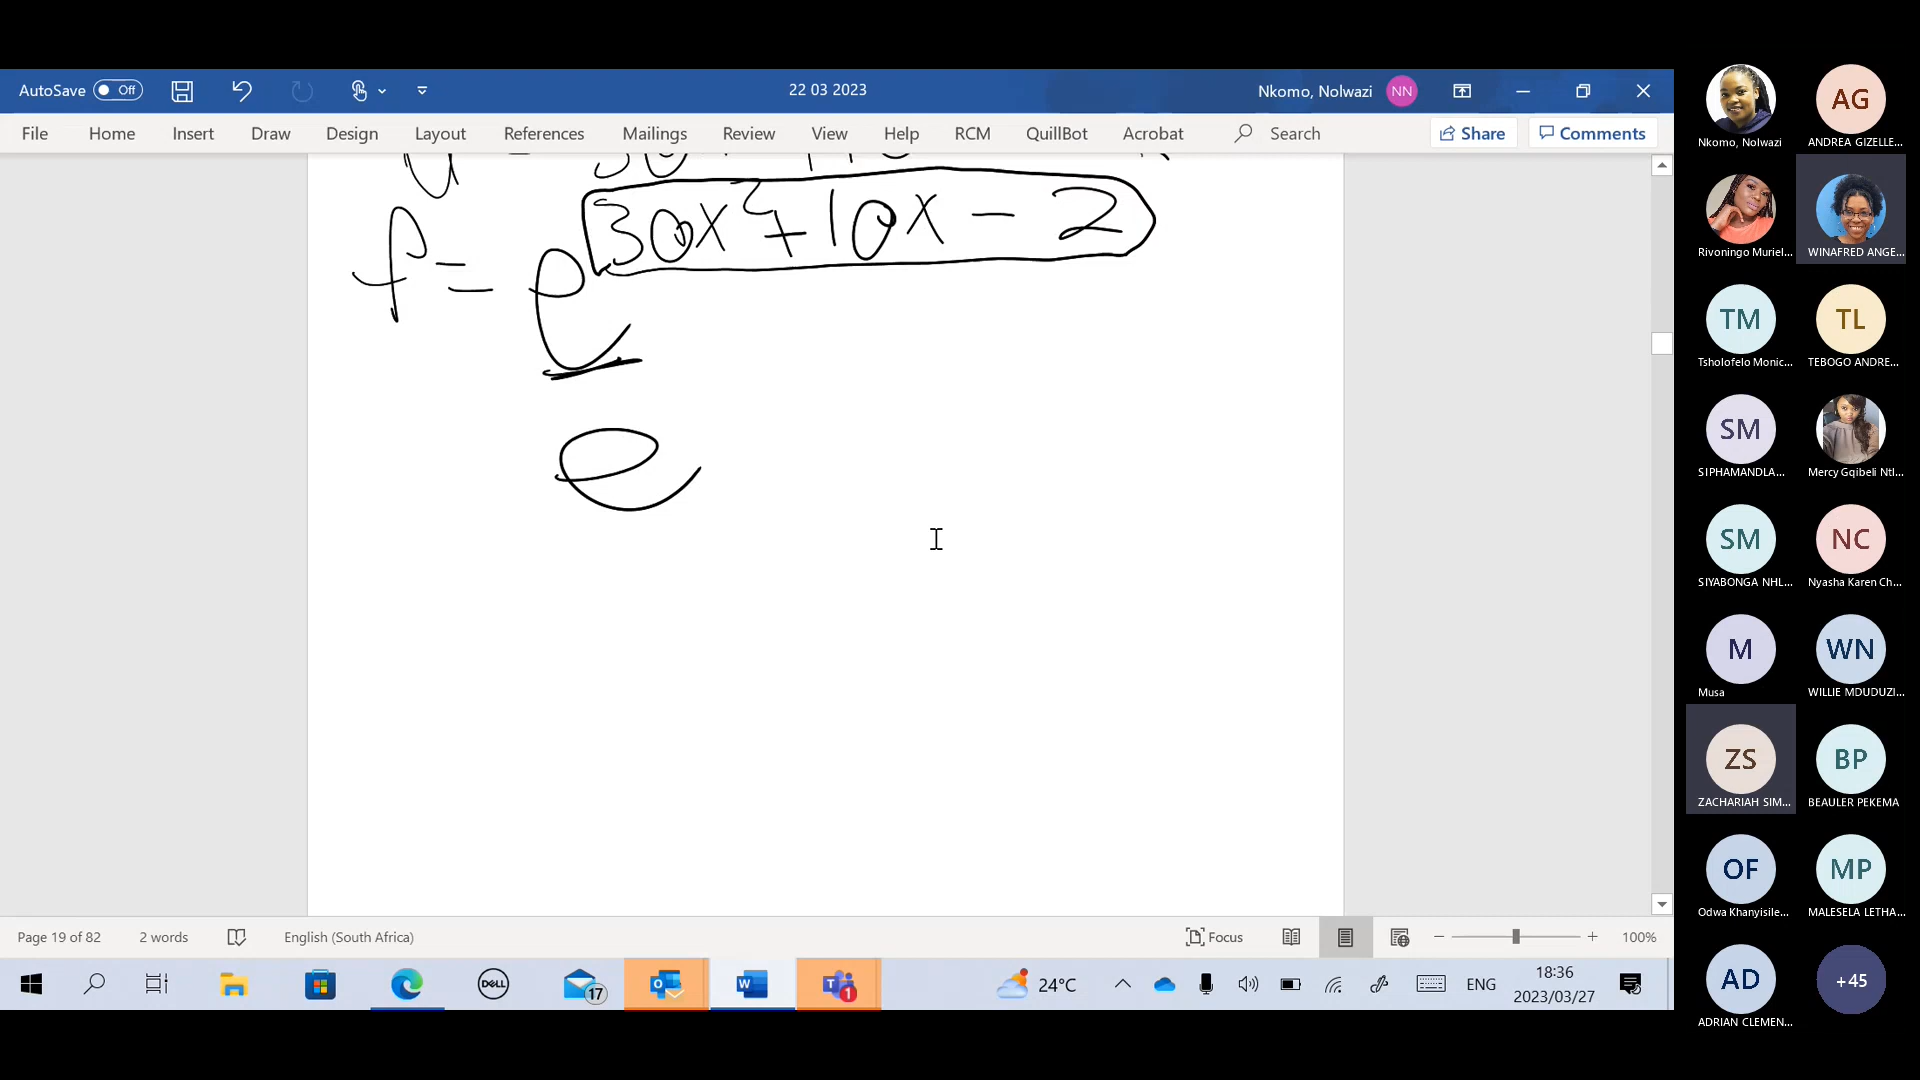 AutoSave Off 22 03 2023 Nkomo, Nolwazi NN
File Home Insert Draw Design Layout References Mailings Review View Help RCM QuillBot Acrobat Search Share Comments
f = e^30x²+10x-2
e
Page 19 of 82 2 words English (South Africa) Focus 100%
DELL 17 1 24°C ENG 18:36
2023/03/27
Nkomo, Nolwazi
AG
ANDREA GIZELLE...
Rivoningo Muriel...
WINAFRED ANGE...
TM
Tsholofelo Monic...
TL
TEBOGO ANDRE...
SM
SIPHAMANDLA...
Mercy Gqibeli Ntl...
SM
SIYABONGA NHL...
NC
Nyasha Karen Ch...
M
Musa
WN
WILLIE MDUDUZI...
ZS
ZACHARIAH SIM...
BP
BEAULER PEKEMA
OF
Odwa Khanyisile...
MP
MALESELA LETHA...
AD
ADRIAN CLEMEN...
+45